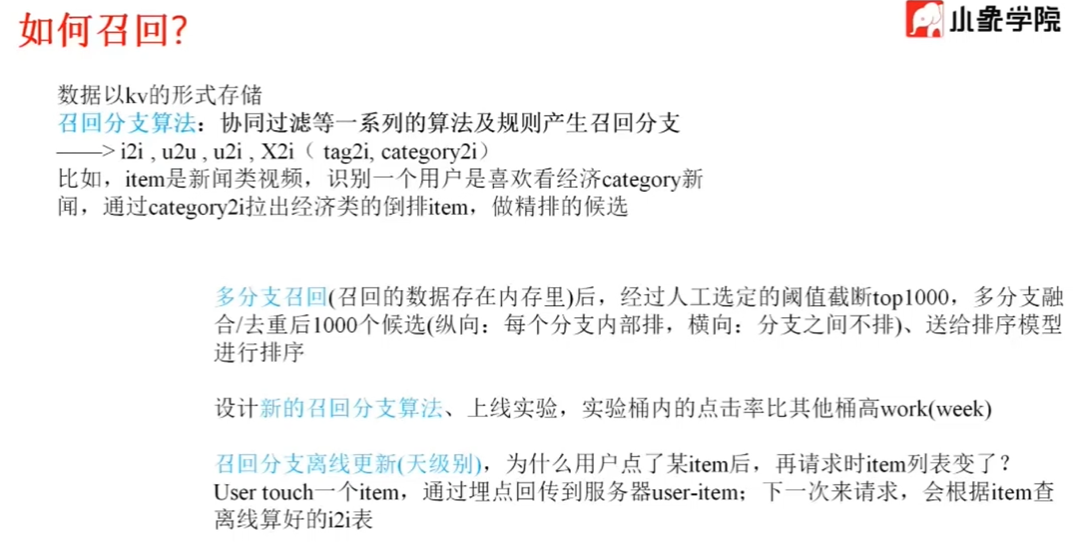 如何召回?
小象学院
数据以kv的形式存储
召回分支算法：协同过滤等一系列的算法及规则产生召回分支
——> i2i , u2u , u2i , X2i（ tag2i, category2i）
比如，item是新闻类视频，识别一个用户是喜欢看经济category新
闻，通过category2i拉出经济类的倒排item，做精排的候选
多分支召回(召回的数据存在内存里)后，经过人工选定的阈值截断top1000，多分支融
合/去重后1000个候选(纵向：每个分支内部排，横向：分支之间不排)、送给排序模型
进行排序
设计新的召回分支算法、上线实验，实验桶内的点击率比其他桶高work(week)
召回分支离线更新(天级别)，为什么用户点了某item后，再请求时item列表变了？
User touch一个item，通过埋点回传到服务器user-item；下一次来请求，会根据item查
离线算好的i2i表